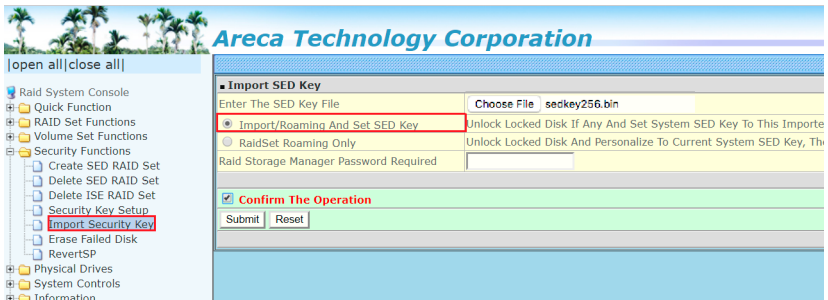 Areca Technology Corporation
|open all|close all|
Raid System Console
Quick Function
RAID Set Functions
Volume Set Functions
Security Functions
Create SED RAID Set
Delete SED RAID Set
Delete ISE RAID Set
Security Key Setup
Import Security Key
Erase Failed Disk
RevertSP
Physical Drives
System Controls
Information
Import SED Key
Enter The SED Key File Choose File sedkey256.bin
Import/Roaming And Set SED Key Unlock Locked Disk If Any And Set System SED Key To This Importe
RaidSet Roaming Only Unlock Locked Disk And Personalize To Current System SED Key, The
Raid Storage Manager Password Required
Confirm The Operation
Submit Reset